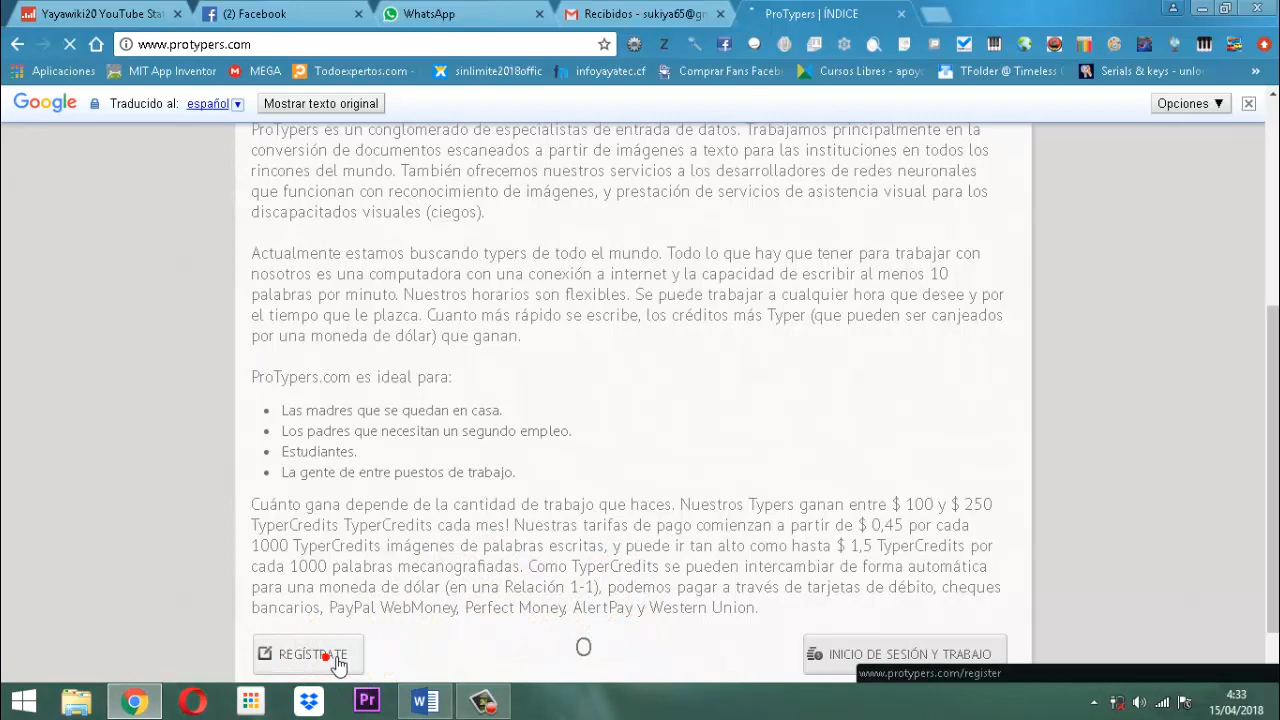 Yayawiki20 YouTube Stat
(2) Facebook
WhatsApp
Recibidos - sukiya65@gm
ProTypers | ÍNDICE
www.protypers.com
Aplicaciones
MIT App Inventor
MEGA
Todoexpertos.com -
sinlimite2018offic
infoyayatec.cf
Comprar Fans Faceb
Cursos Libres - apoy
TFolder @ Timeless
Serials & keys - unlo
»
Google Traducido al: español Mostrar texto original Opciones ▼
ProTypers es un conglomerado de especialistas de entrada de datos. Trabajamos principalmente en la
conversión de documentos escaneados a partir de imágenes a texto para las instituciones en todos los
rincones del mundo. También ofrecemos nuestros servicios a los desarrolladores de redes neuronales
que funcionan con reconocimiento de imágenes, y prestación de servicios de asistencia visual para los
discapacitados visuales (ciegos).
Actualmente estamos buscando typers de todo el mundo. Todo lo que hay que tener para trabajar con
nosotros es una computadora con una conexión a internet y la capacidad de escribir al menos 10
palabras por minuto. Nuestros horarios son flexibles. Se puede trabajar a cualquier hora que desee y por
el tiempo que le plazca. Cuanto más rápido se escribe, los créditos más Typer (que pueden ser canjeados
por una moneda de dólar) que ganan.
ProTypers.com es ideal para:
• Las madres que se quedan en casa.
• Los padres que necesitan un segundo empleo.
• Estudiantes.
• La gente de entre puestos de trabajo.
Cuánto gana depende de la cantidad de trabajo que haces. Nuestros Typers ganan entre $ 100 y $ 250
TyperCredits TyperCredits cada mes! Nuestras tarifas de pago comienzan a partir de $ 0,45 por cada
1000 TyperCredits imágenes de palabras escritas, y puede ir tan alto como hasta $ 1,5 TyperCredits por
cada 1000 palabras mecanografiadas. Como TyperCredits se pueden intercambiar de forma automática
para una moneda de dólar (en una Relación 1-1), podemos pagar a través de tarjetas de débito, cheques
bancarios, PayPal WebMoney, Perfect Money, AlertPay y Western Union.
REGÍSTRATE
O
INICIO DE SESIÓN Y TRABAJO
www.protypers.com/register
Pr
4:33
15/04/2018